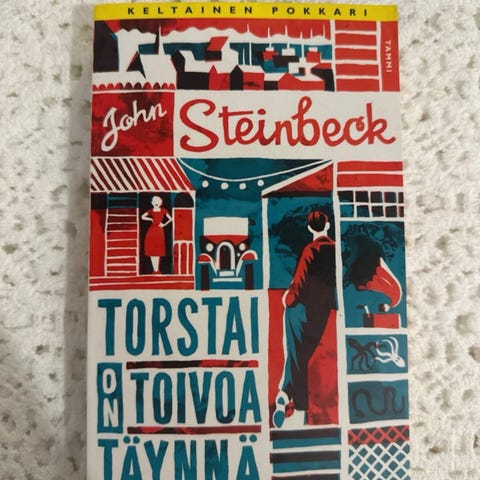 KELTAINEN POKKARI
TAMMI
John Steinbeck
TORSTAI
ON TOIVOA
TÄYNNÄ